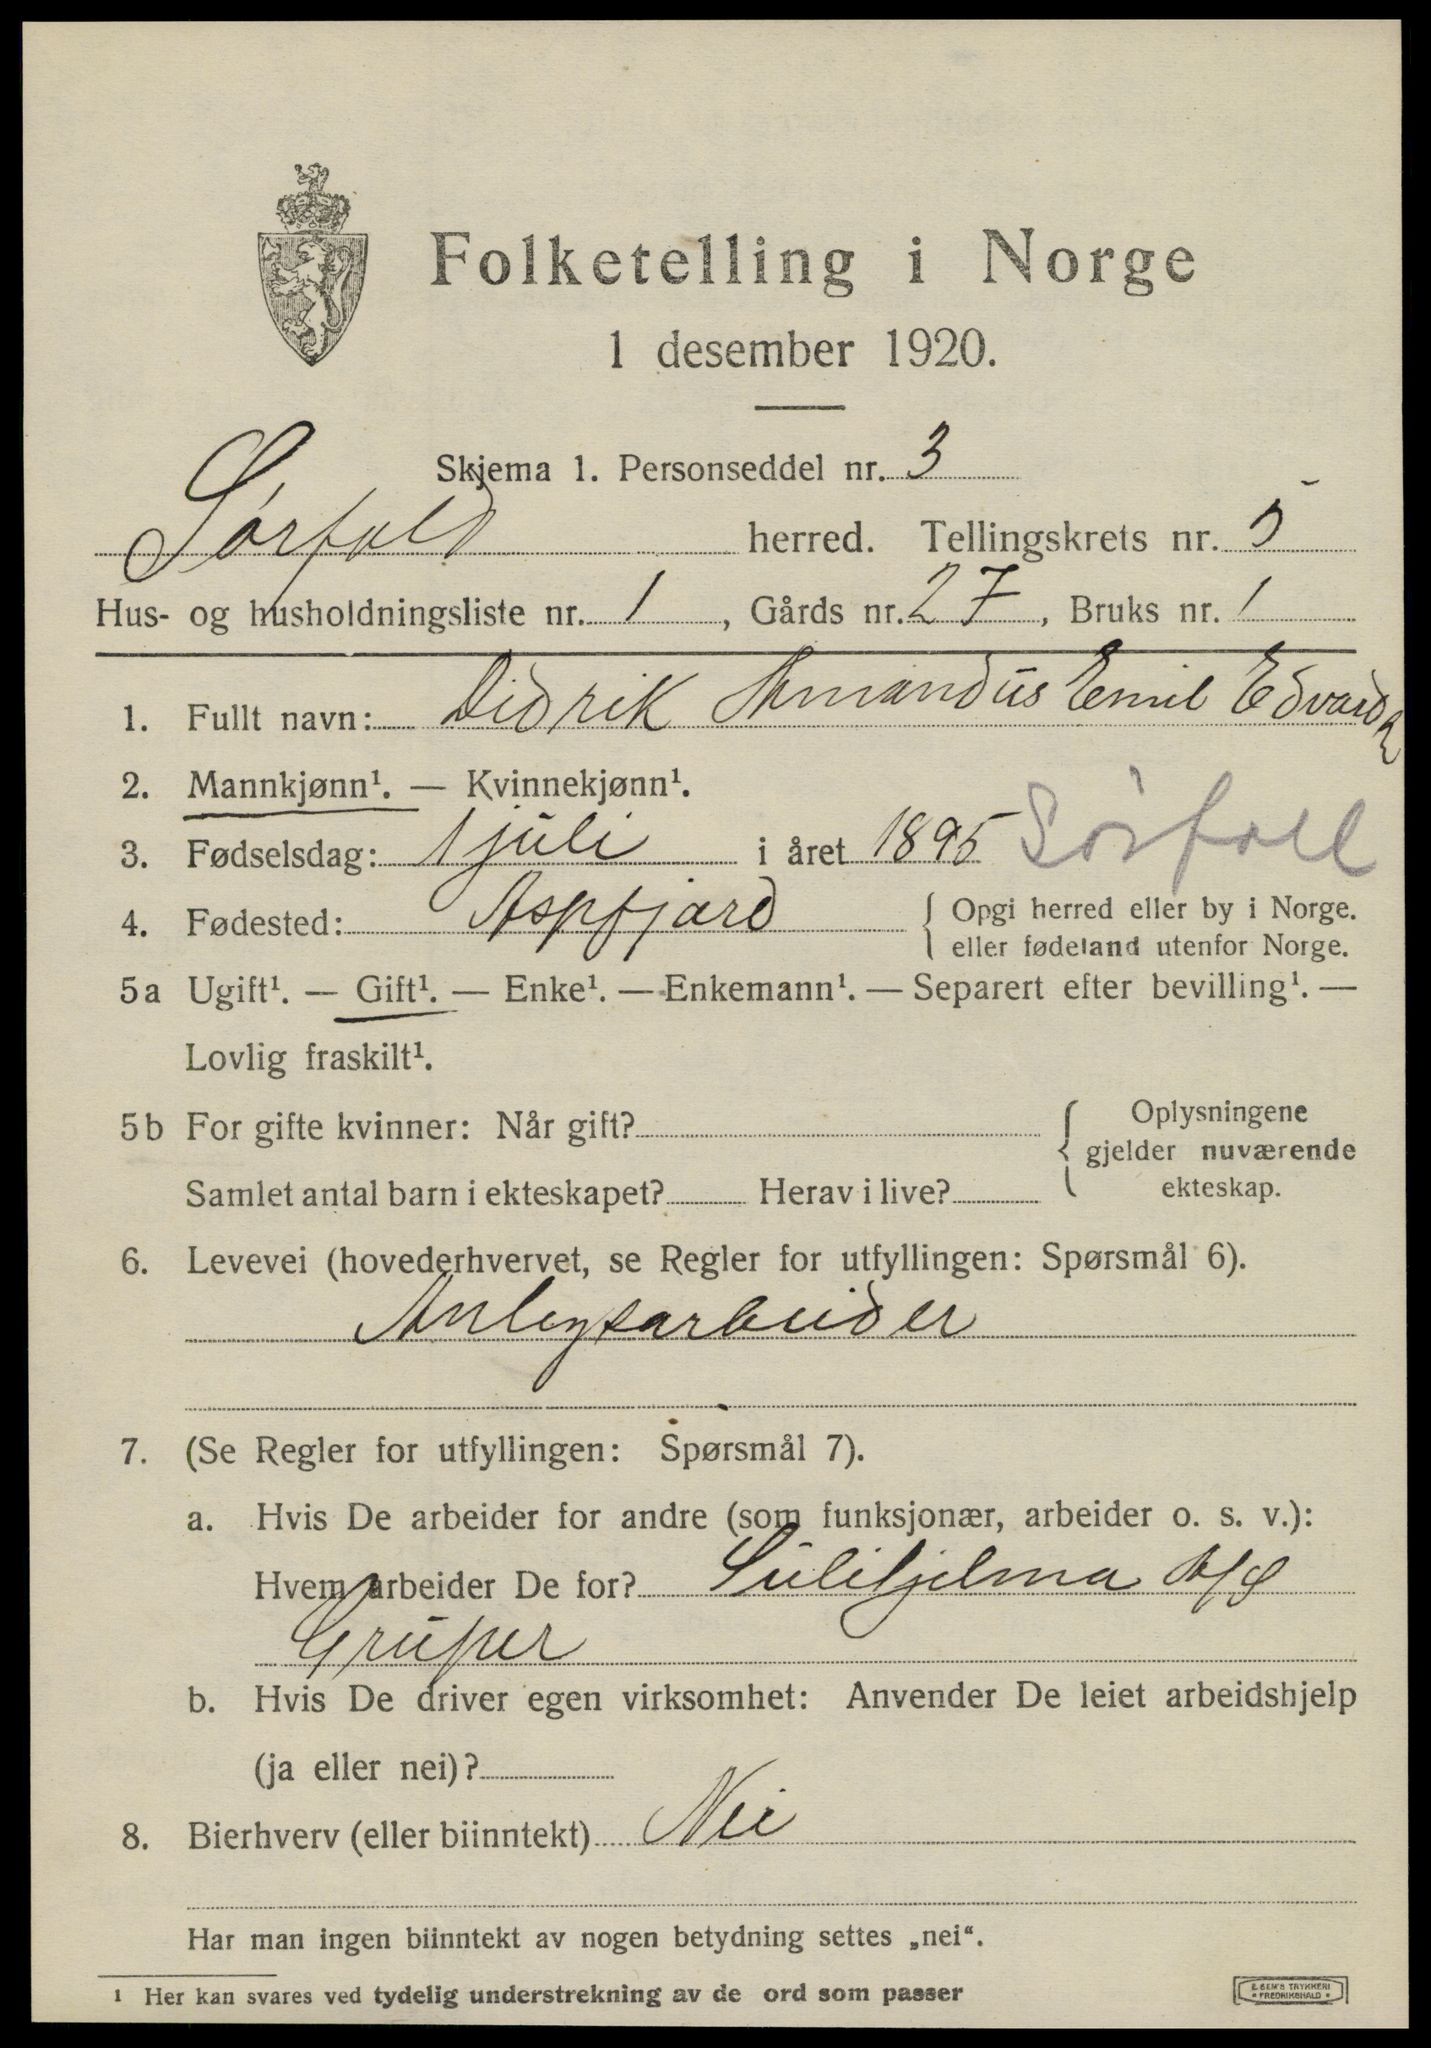 Folketelling i Norge
1 desember 1920.
Skjema 1. Personseddel nr. 3
Sørfold herred. Tellingskrets nr. 5
Hus- og husholdningsliste nr. 1, Gårds nr. 27, Bruks nr. 1
1. Fullt navn: Didrik Amandus Emil Edvards
2. Mannkjønn¹. — Kvinnekjønn¹.
3. Fødselsdag: 1 juli i året 1895 Sørfold
4. Fødested: Aspfjord { Opgi herred eller by i Norge.
eller fødeland utenfor Norge.
5a Ugift¹. — Gift¹. — Enke¹. — Enkemann¹. — Separert efter bevilling¹. —
Lovlig fraskilt¹.
5b For gifte kvinner: Når gift? { Oplysningene
gjelder nuværende
Samlet antal barn i ekteskapet? Herav i live? ekteskap.
6. Levevei (hovederhvervet, se Regler for utfyllingen: Spørsmål 6).
Anlegsarbeider
7. (Se Regler for utfyllingen: Spørsmål 7).
a. Hvis De arbeider for andre (som funksjonær, arbeider o. s. v.):
Hvem arbeider De for? Sulitjelma A/S
Gruper
b. Hvis De driver egen virksomhet: Anvender De leiet arbeidshjelp
(ja eller nei)?
8. Bierhverv (eller biinntekt) Nei
Har man ingen biinntekt av nogen betydning settes „nei“.
¹ Her kan svares ved tydelig understrekning av de ord som passer
E. SEM'S TRYKKERI
* FREDRIKSHALD *